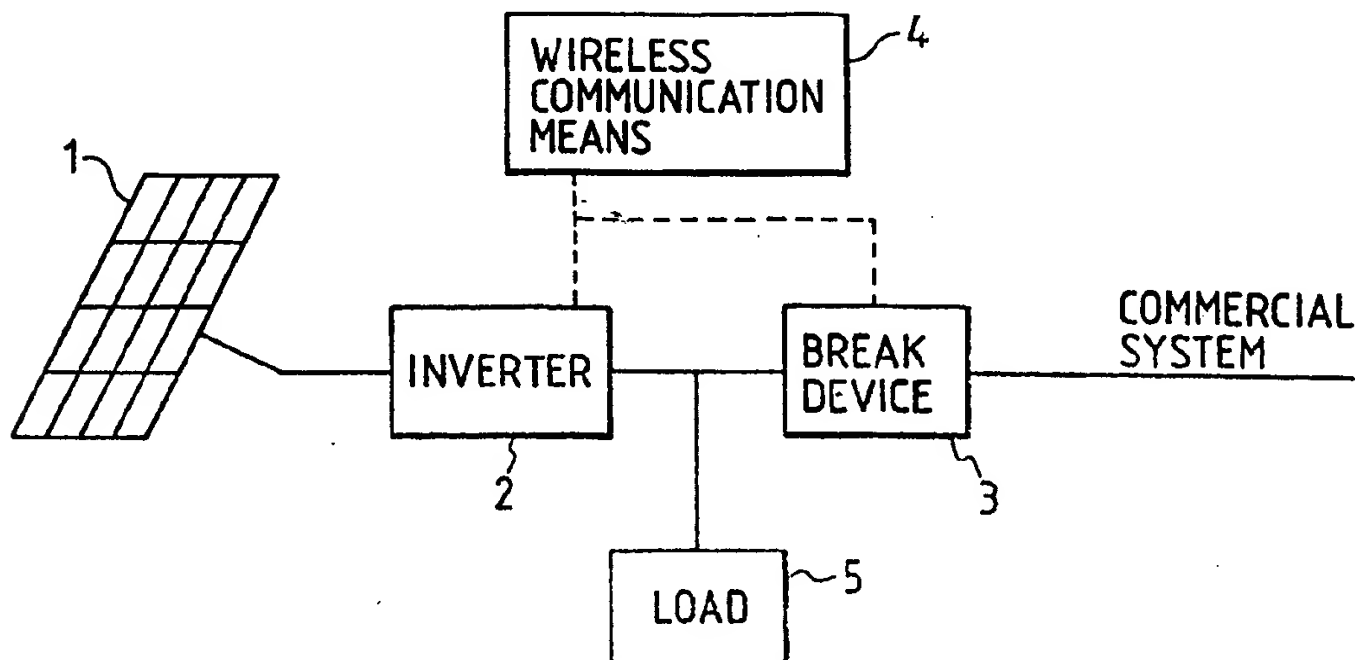 WIRELESS
COMMUNICATION
MEANS
4
1
INVERTER
2
BREAK
DEVICE
3
COMMERCIAL
SYSTEM
LOAD
5